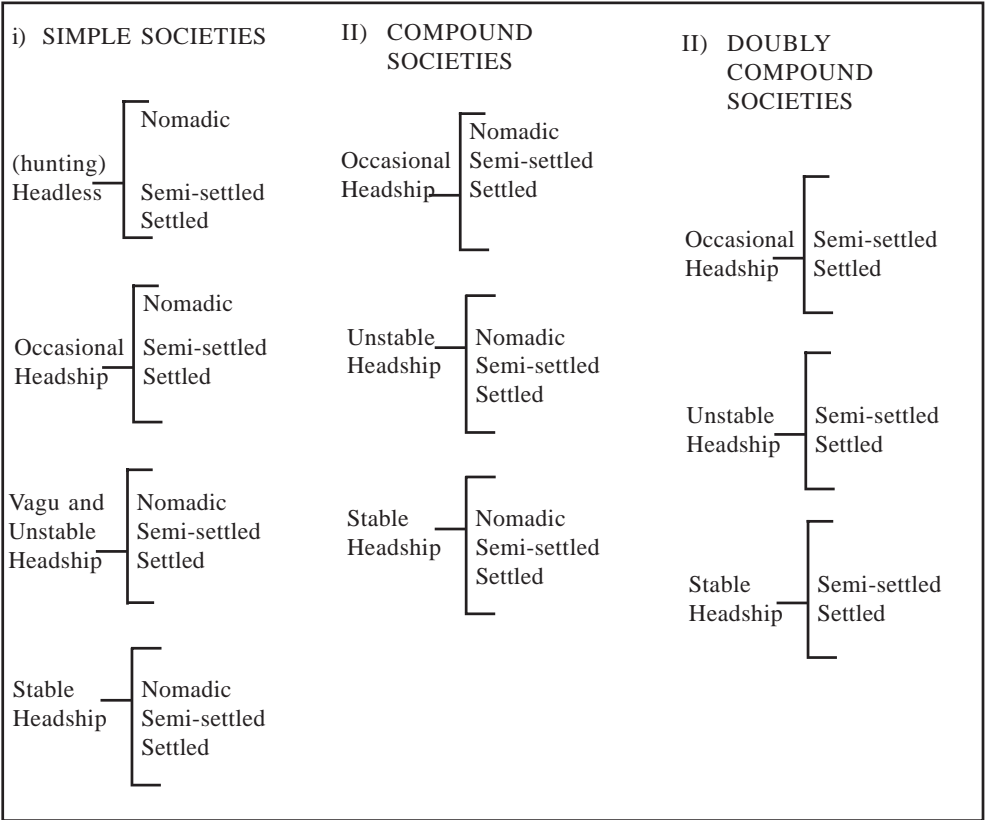 i) SIMPLE SOCIETIES
Nomadic
(hunting)
Headless
Semi-settled
Settled
Nomadic
Occasional
Headship
Semi-settled
Settled
Vagu and
Unstable
Headship
Nomadic
Semi-settled
Settled
Stable
Headship
Nomadic
Semi-settled
Settled
II) COMPOUND
SOCIETIES
Occasional
Headship
Nomadic
Semi-settled
Settled
Unstable
Headship
Nomadic
Semi-settled
Settled
Stable
Headship
Nomadic
Semi-settled
Settled
II) DOUBLY
COMPOUND
SOCIETIES
Occasional
Headship
Semi-settled
Settled
Unstable
Headship
Semi-settled
Settled
Stable
Headship
Semi-settled
Settled